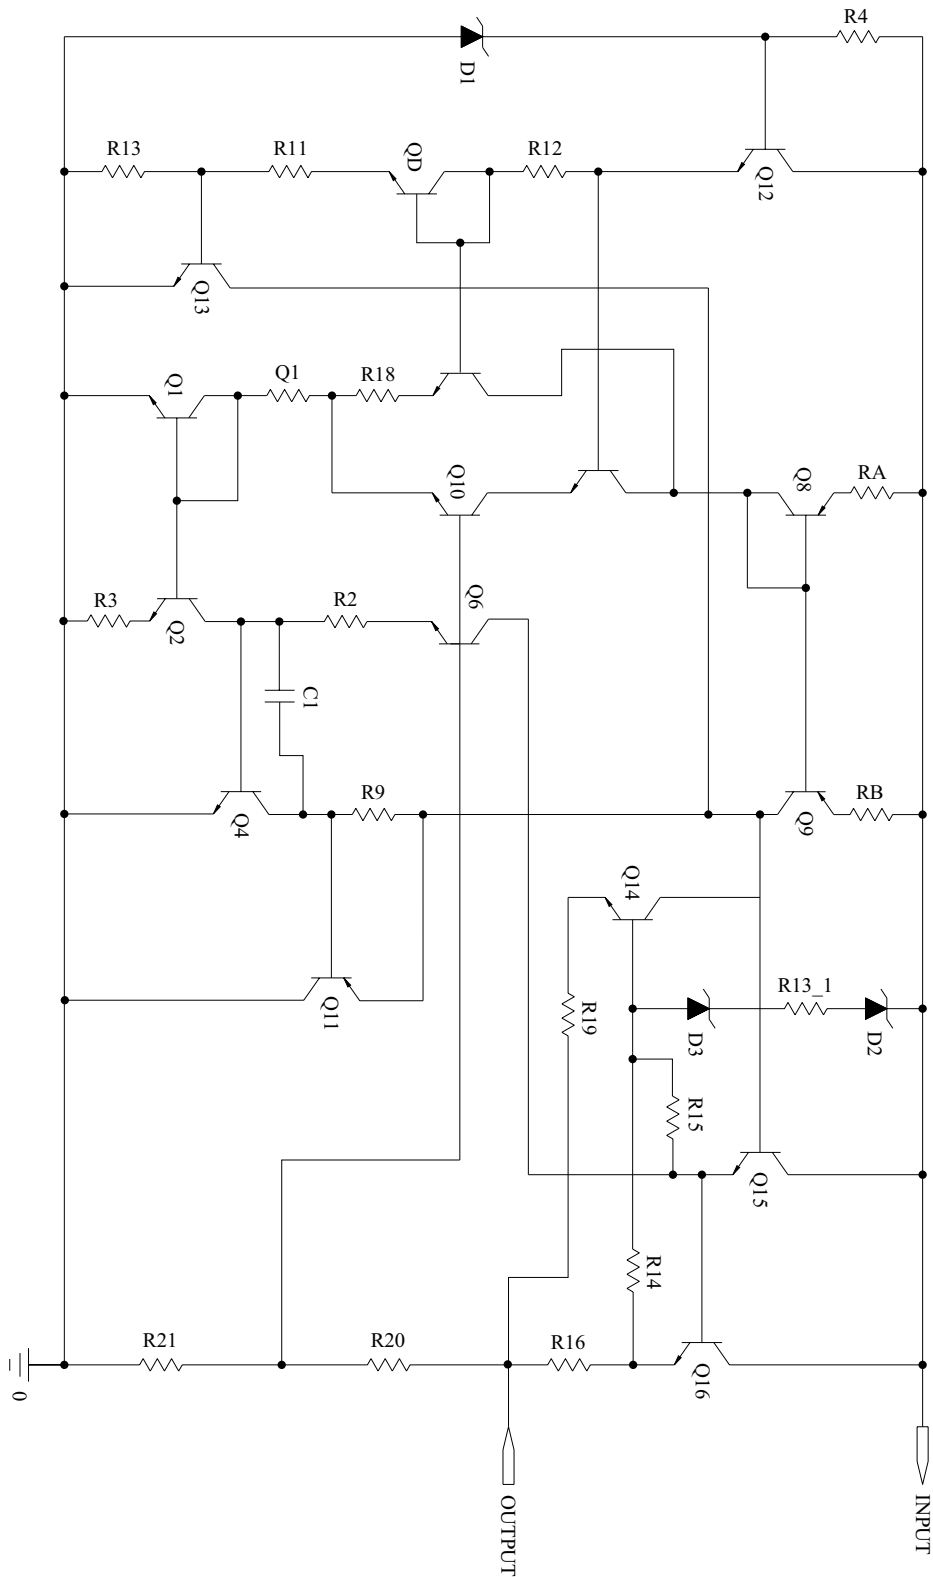 R4
D1
R13
R11
QD
R12
Q12
Q13
Q1
Q1
R18
Q10
Q8
RA
R3
Q2
R2
Q6
C1
Q4
R9
Q9
RB
Q14
Q11
R19
D3
R13_1
D2
R15
Q15
R14
R21
R20
R16
Q16
0
OUTPUT
INPUT